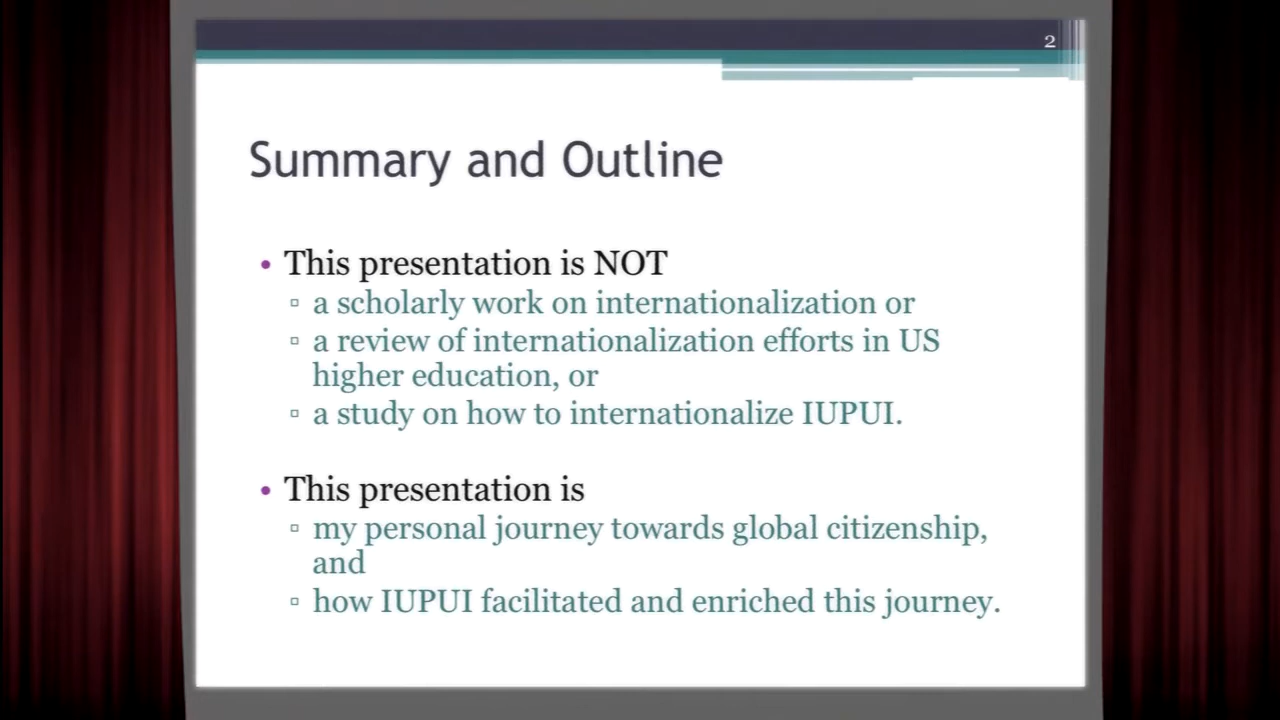 2
Summary and Outline
• This presentation is NOT
▫ a scholarly work on internationalization or
▫ a review of internationalization efforts in US
higher education, or
▫ a study on how to internationalize IUPUI.
• This presentation is
▫ my personal journey towards global citizenship,
and
▫ how IUPUI facilitated and enriched this journey.